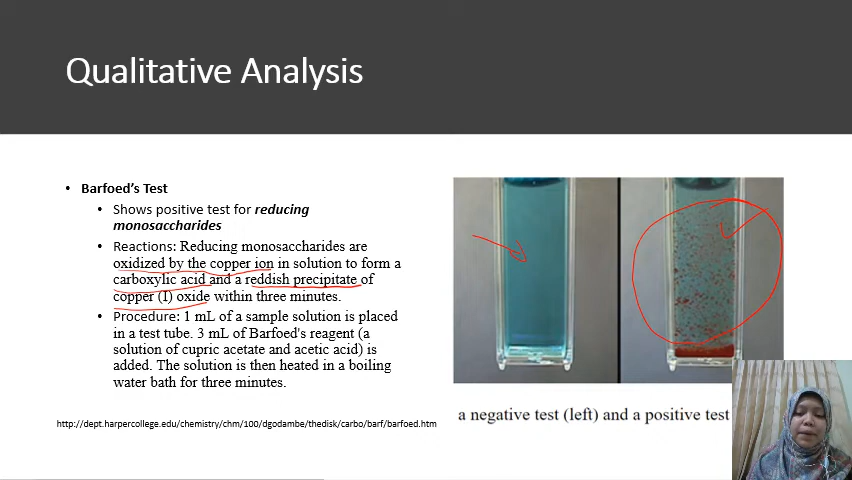 Qualitative Analysis
• Barfoed's Test
• Shows positive test for reducing
monosaccharides
• Reactions: Reducing monosaccharides are
oxidized by the copper ion in solution to form a
carboxylic acid and a reddish precipitate of
copper (I) oxide within three minutes.
• Procedure: 1 mL of a sample solution is placed
in a test tube. 3 mL of Barfoed's reagent (a
solution of cupric acetate and acetic acid) is
added. The solution is then heated in a boiling
water bath for three minutes.
http://dept.harpercollege.edu/chemistry/chm/100/dgodambe/thedisk/carbo/barf/barfoed.htm
a negative test (left) and a positive test